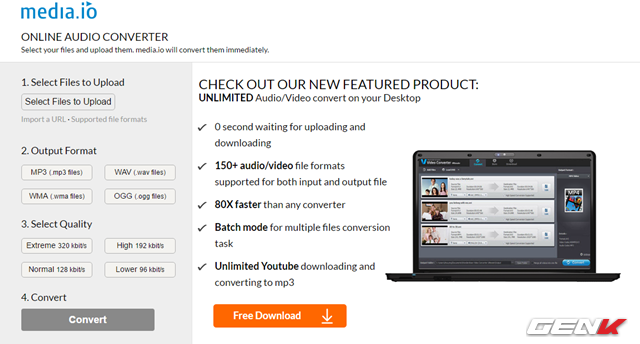 media.io
ONLINE AUDIO CONVERTER
Select your files and upload them. media.io will convert them immediately.
1. Select Files to Upload
Select Files to Upload
Import a URL · Supported file formats
2. Output Format
MP3 (.mp3 files)
WAV (.wav files)
WMA (.wma files)
OGG (.ogg files)
3. Select Quality
Extreme 320 kbit/s
High 192 kbit/s
Normal 128 kbit/s
Lower 96 kbit/s
4. Convert
Convert
CHECK OUT OUR NEW FEATURED PRODUCT:
UNLIMITED Audio/Video convert on your Desktop
0 second waiting for uploading and
downloading
150+ audio/video file formats
supported for both input and output file
80X faster than any converter
Batch mode for multiple files conversion
task
Unlimited Youtube downloading and
converting to mp3
Free Download
Video Converter
MP4
GENK